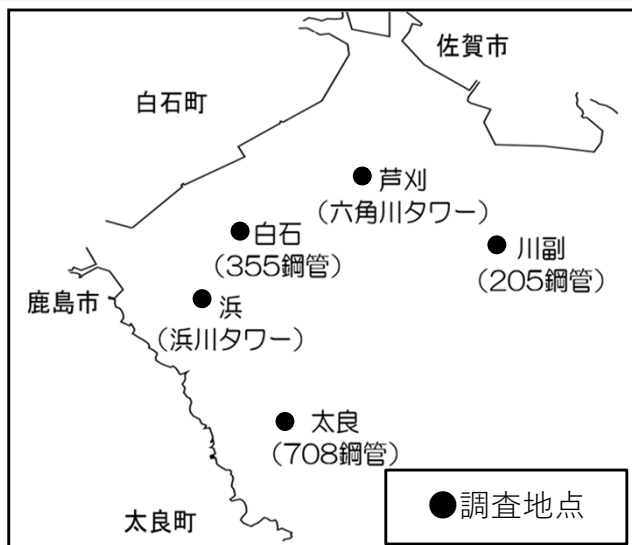 佐賀市
白石町
芦刈
(六角川タワー)
白石
(355鋼管)
川副
(205鋼管)
鹿島市
浜
(浜川タワー)
太良
(708鋼管)
●調査地点
太良町